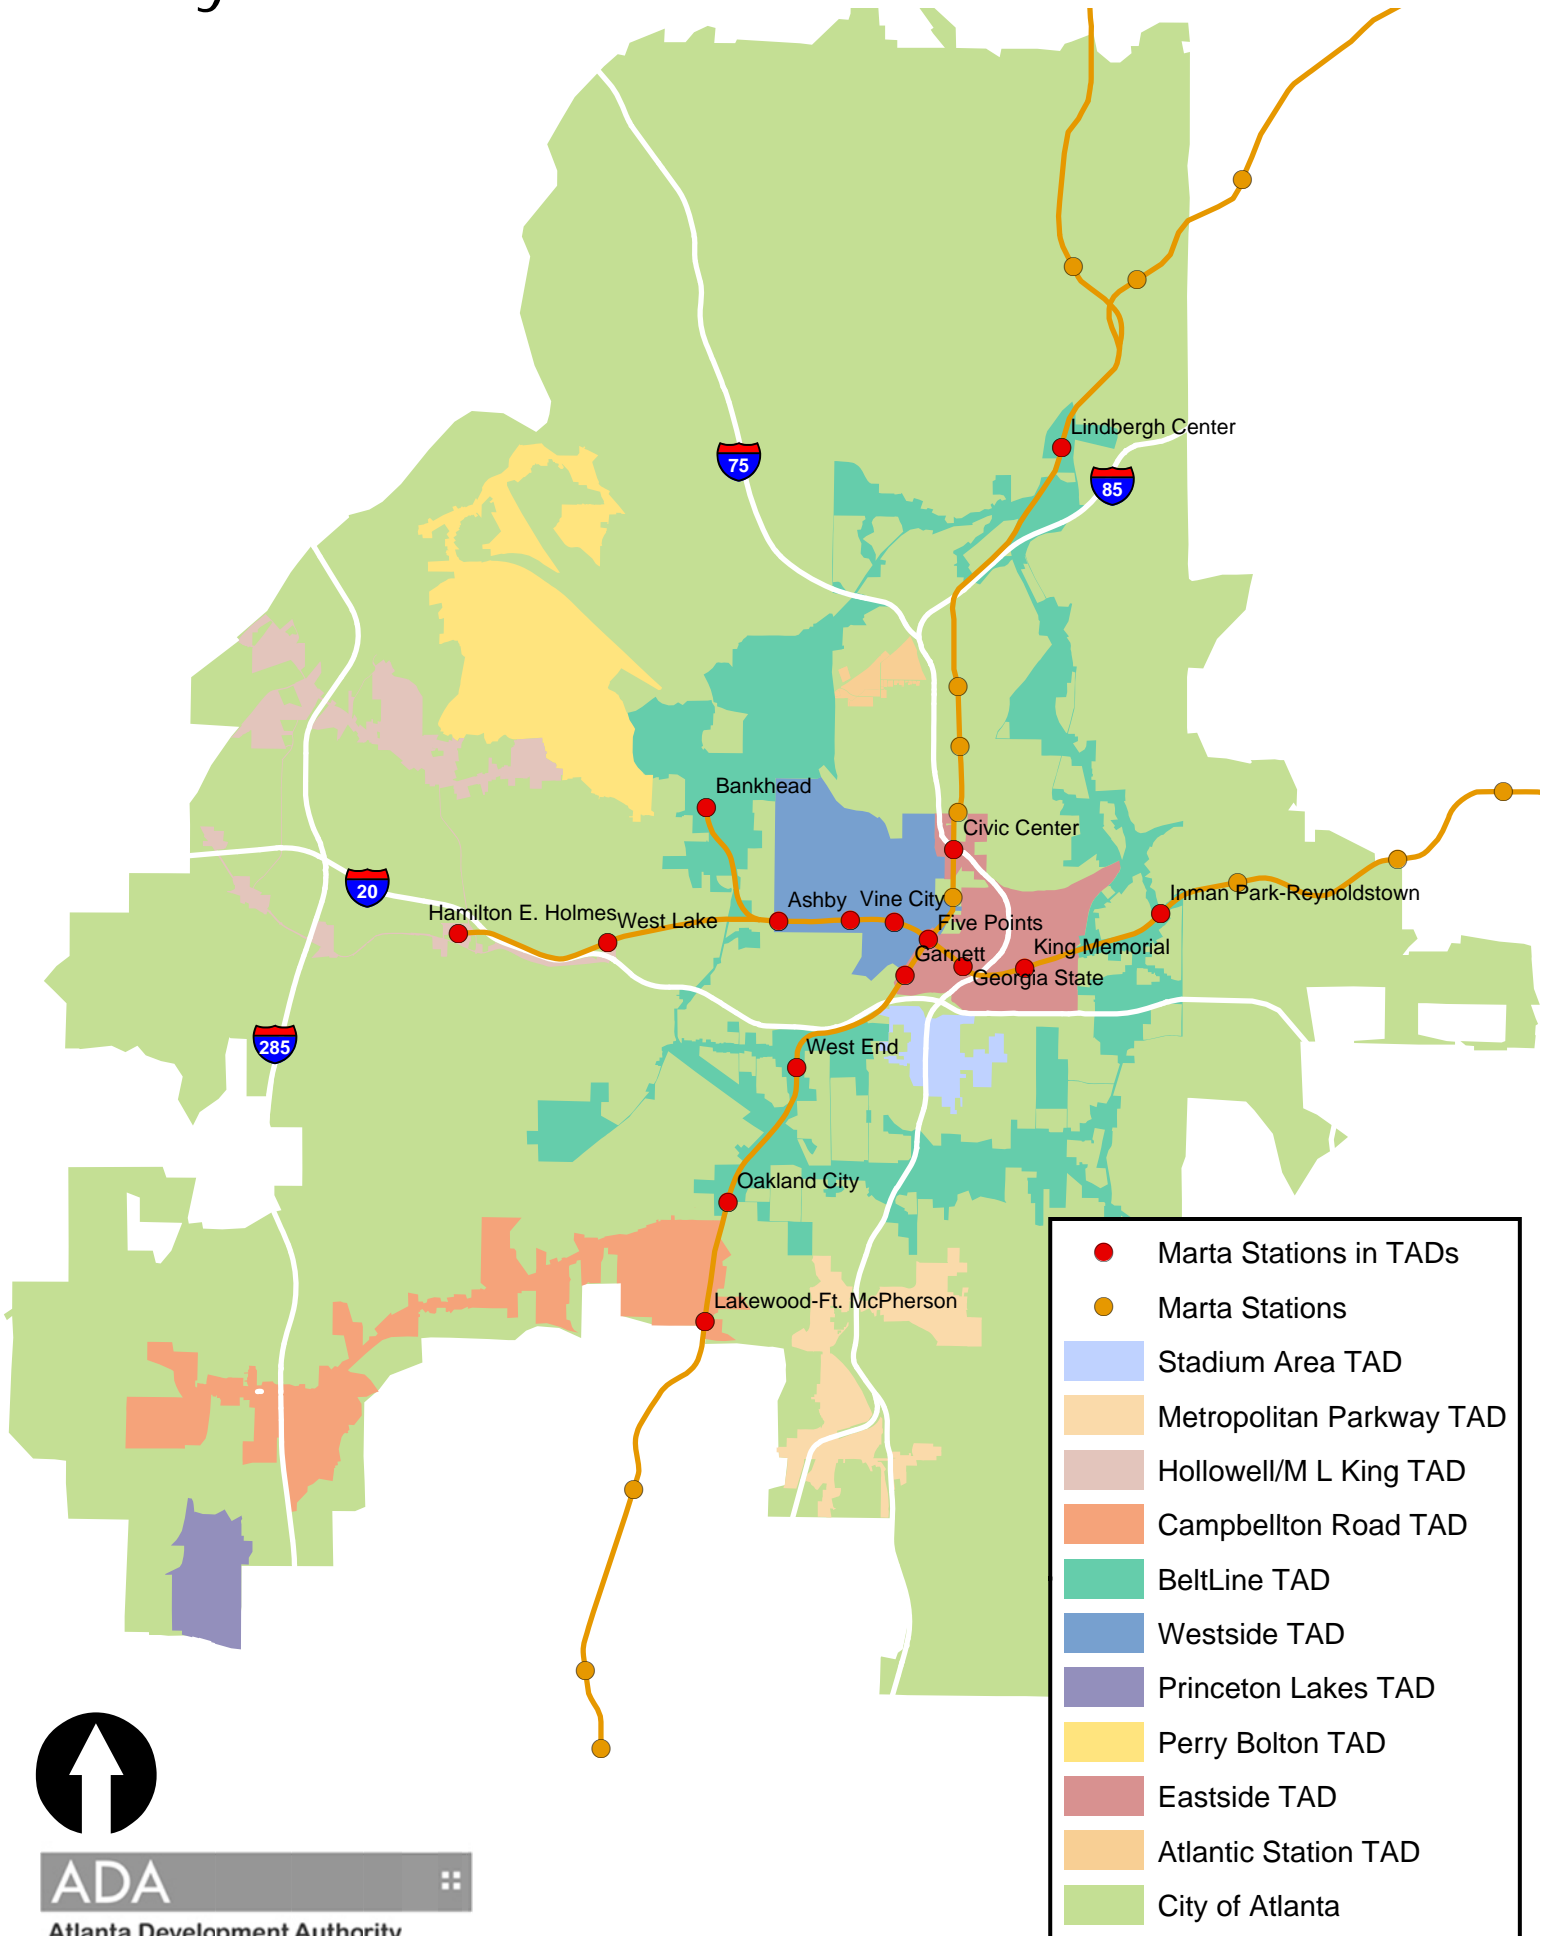 Lindbergh Center
75
85
Bankhead
Civic Center
20
Inman Park-Reynoldstown
Hamilton E. Holmes
West Lake
Ashby
Vine City
Five Points
King Memorial
Garnett
Georgia State
285
West End
Oakland City
Lakewood-Ft. McPherson
Marta Stations in TADs
Marta Stations
Stadium Area TAD
Metropolitan Parkway TAD
Hollowell/M L King TAD
Campbellton Road TAD
BeltLine TAD
Westside TAD
Princeton Lakes TAD
Perry Bolton TAD
Eastside TAD
Atlantic Station TAD
City of Atlanta
ADA
Atlanta Development Authority